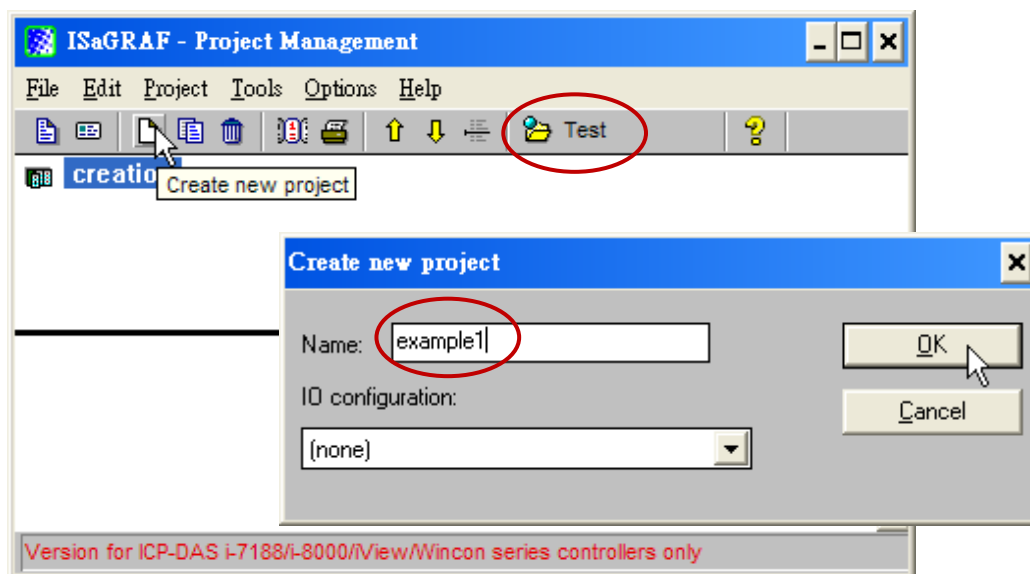 ISaGRAF - Project Management
File Edit Project Tools Options Help
Test
creation
Create new project
Create new project
Name: example1
OK
IO configuration:
Cancel
(none)
Version for ICP-DAS i-7188/i-8000/iView/Wincon series controllers only